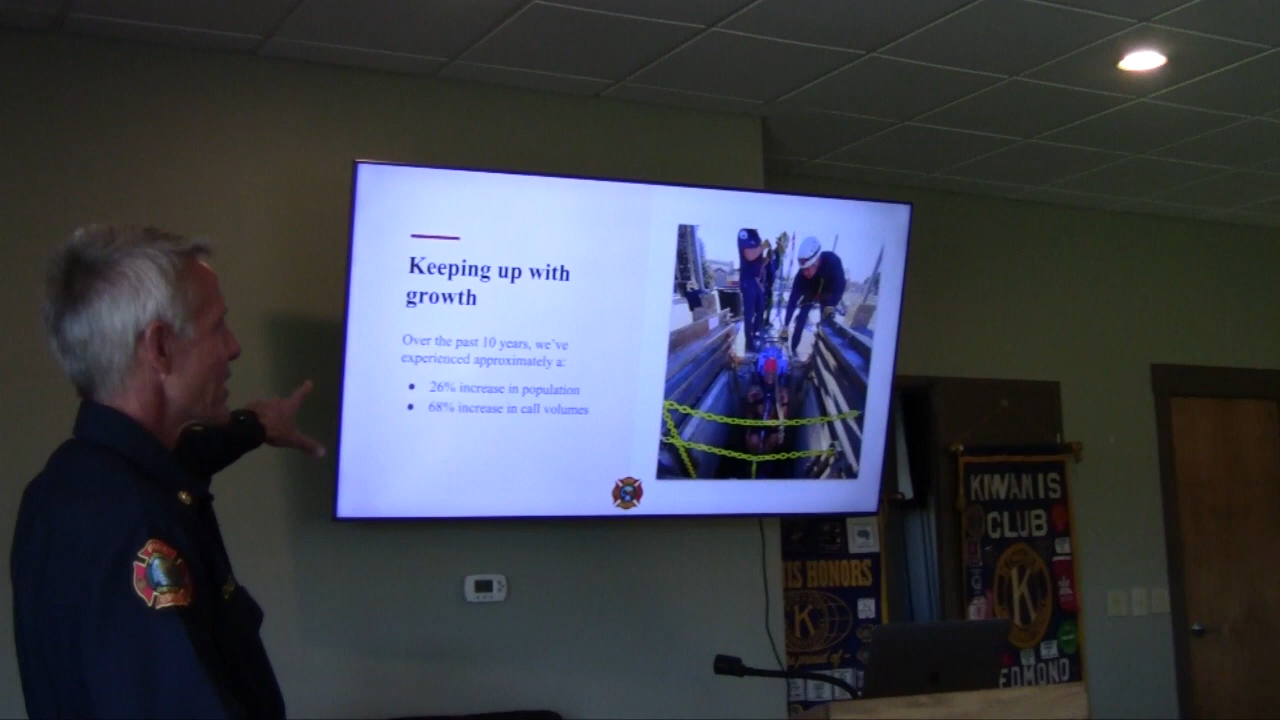 Keeping up with
growth
Over the past 10 years, we've
experienced approximately a:
• 26% increase in population
• 68% increase in call volumes
KIWANIS
CLUB
K
EDMOND
IS HONORS
K